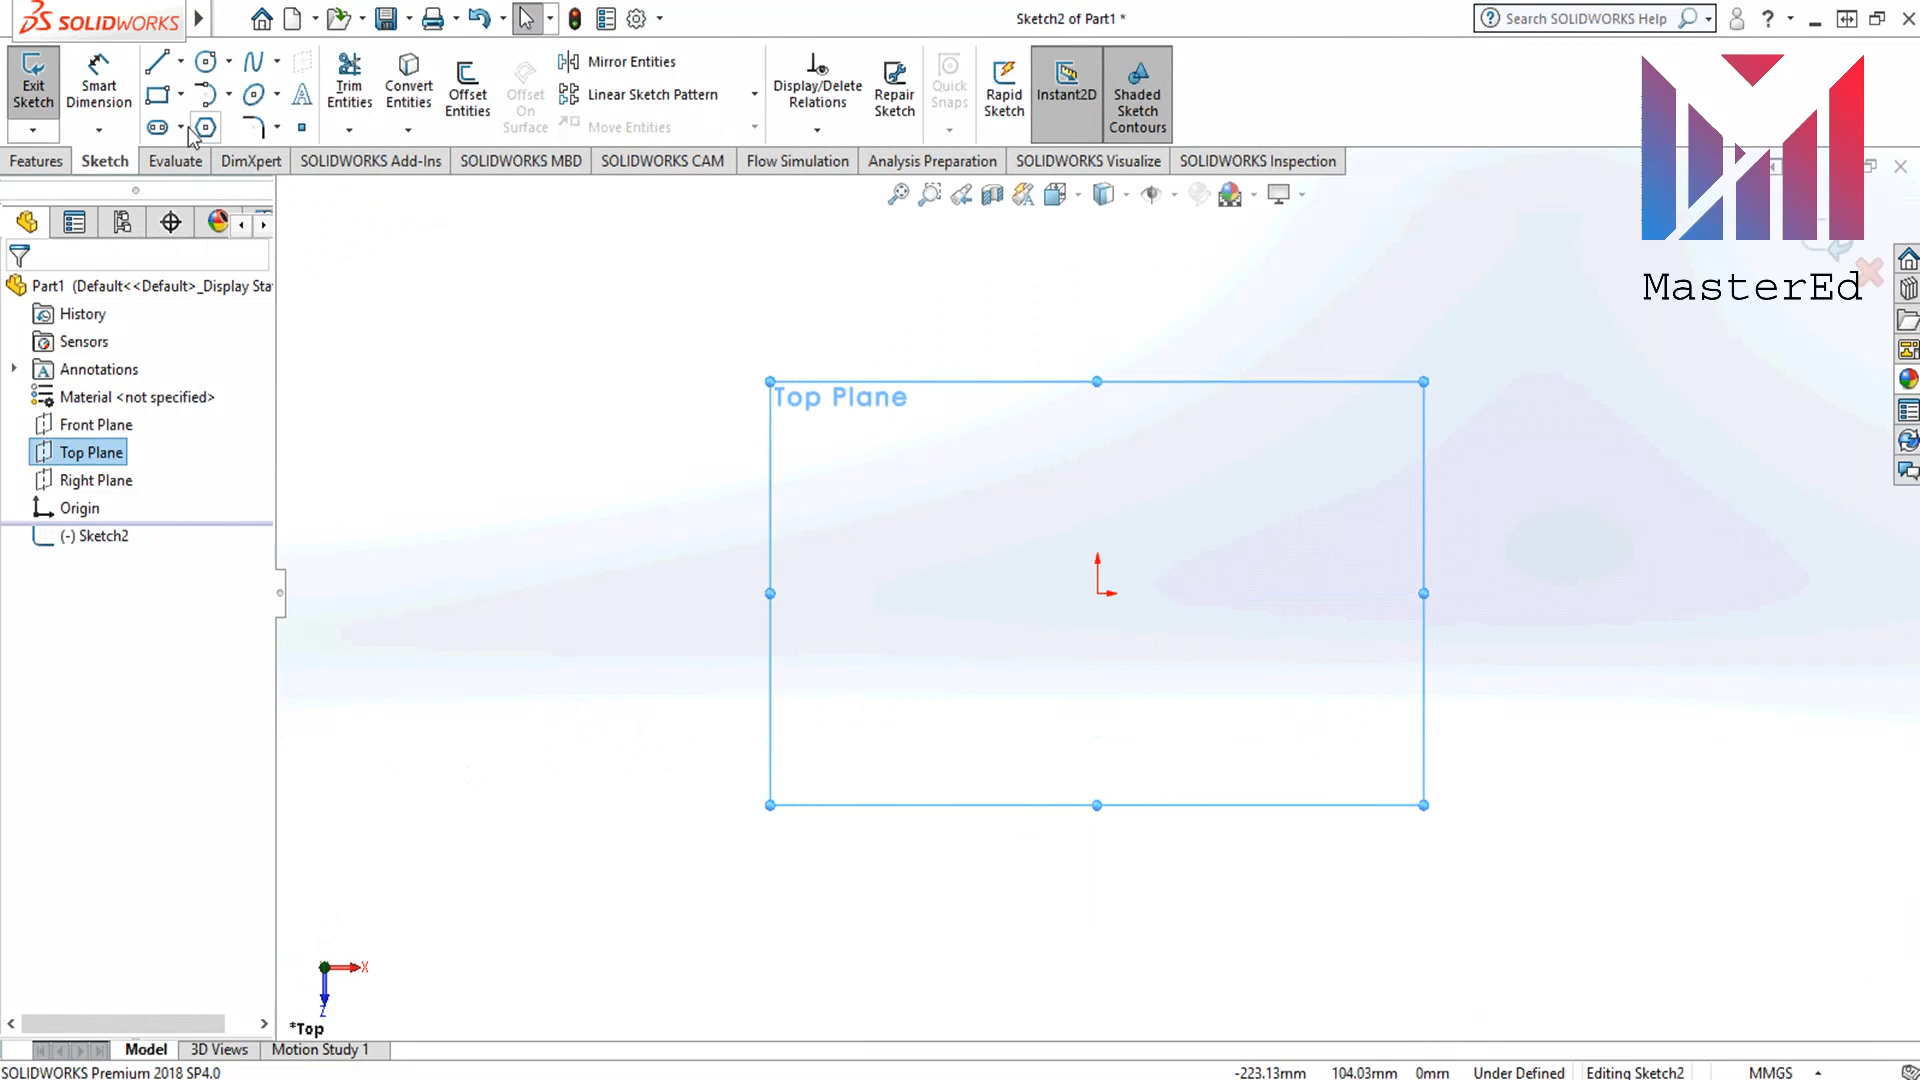 SOLIDWORKS
Sketch2 of Part1 *
Search SOLIDWORKS Help
?
Exit Sketch
Smart Dimension
Trim Entities
Convert Entities
Offset Entities
Offset On Surface
Mirror Entities
Linear Sketch Pattern
Move Entities
Display/Delete Relations
Repair Sketch
Quick Snaps
Rapid Sketch
Instant2D
Shaded Sketch Contours
Features
Sketch
Evaluate
DimXpert
SOLIDWORKS Add-Ins
SOLIDWORKS MBD
SOLIDWORKS CAM
Flow Simulation
Analysis Preparation
SOLIDWORKS Visualize
SOLIDWORKS Inspection
MasterEd
Part1 (Default<<Default>_Display Sta
History
Sensors
Annotations
Material <not specified>
Front Plane
Top Plane
Right Plane
Origin
(-) Sketch2
Top Plane
X
Z
*Top
Model
3D Views
Motion Study 1
SOLIDWORKS Premium 2018 SP4.0
-223.13mm
104.03mm
0mm
Under Defined
Editing Sketch2
MMGS